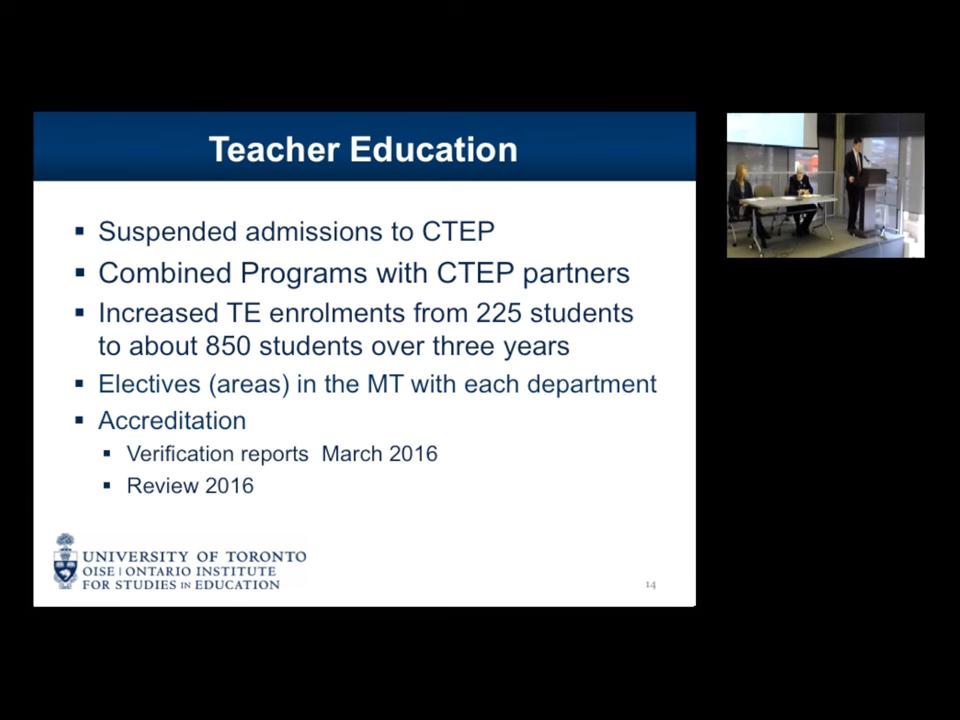 Teacher Education
▪ Suspended admissions to CTEP
▪ Combined Programs with CTEP partners
▪ Increased TE enrolments from 225 students
to about 850 students over three years
▪ Electives (areas) in the MT with each department
▪ Accreditation
▪ Verification reports March 2016
▪ Review 2016
UNIVERSITY OF TORONTO
OISE | ONTARIO INSTITUTE
FOR STUDIES IN EDUCATION
14